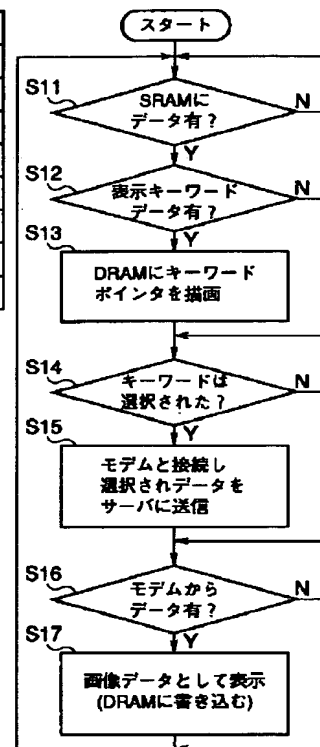 スタート
S11
SRAMに
データ有?
N
Y
S12
表示キーワード
データ有?
N
Y
S13
DRAMにキーワード
ポインタを描画
S14
キーワードは
選択された?
N
Y
S15
モデムと接続し
選択されデータを
サーバに送信
S16
モデムから
データ有?
N
Y
S17
画像データとして表示
(DRAMに書き込む)